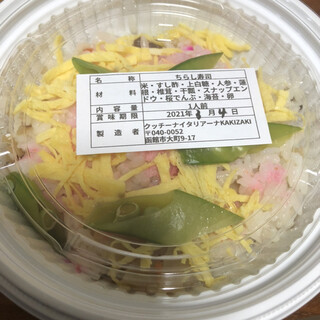 名 称 ちらし寿司
材 料 米・すし酢・上白糖・人参・蓮
根・椎茸・干瓢・スナップエン
ドウ・桜でんぶ・海苔・卵
内 容 量 1人前
賞 味 期 限 2021年 月 4 日
製 造 者 クッチーナイタリアーナKAKIZAKI
〒040-0052
函館市大町9-17